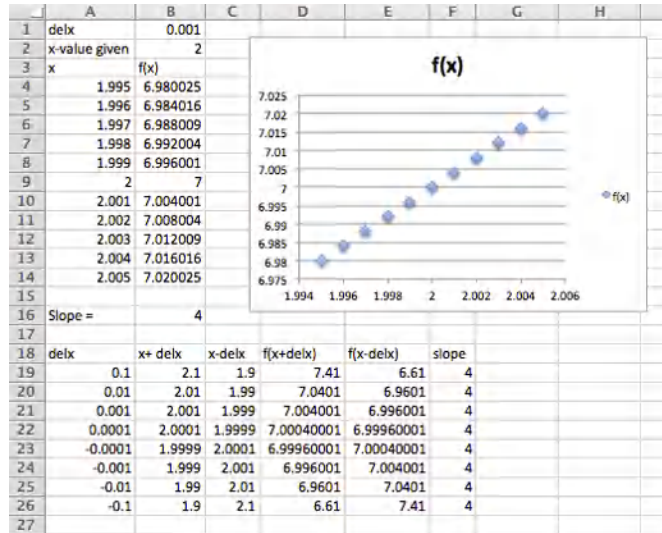 A B C D E F G H
1 delx 0.001
2 x-value given 2
3 x f(x)
4 1.995 6.980025
5 1.996 6.984016
6 1.997 6.988009
7 1.998 6.992004
8 1.999 6.996001
9 2 7
10 2.001 7.004001
11 2.002 7.008004
12 2.003 7.012009
13 2.004 7.016016
14 2.005 7.020025
15
16 Slope = 4
17
f(x)
7.025
7.02
7.015
7.01
7.005
7
6.995
6.99
6.985
6.98
6.975
1.994 1.996 1.998 2 2.002 2.004 2.006
f(x)
18 delx x+ delx x-delx f(x+delx) f(x-delx) slope
19 0.1 2.1 1.9 7.41 6.61 4
20 0.01 2.01 1.99 7.0401 6.9601 4
21 0.001 2.001 1.999 7.004001 6.996001 4
22 0.0001 2.0001 1.9999 7.00040001 6.99960001 4
23 -0.0001 1.9999 2.0001 6.99960001 7.00040001 4
24 -0.001 1.999 2.001 6.996001 7.004001 4
25 -0.01 1.99 2.01 6.9601 7.0401 4
26 -0.1 1.9 2.1 6.61 7.41 4
27